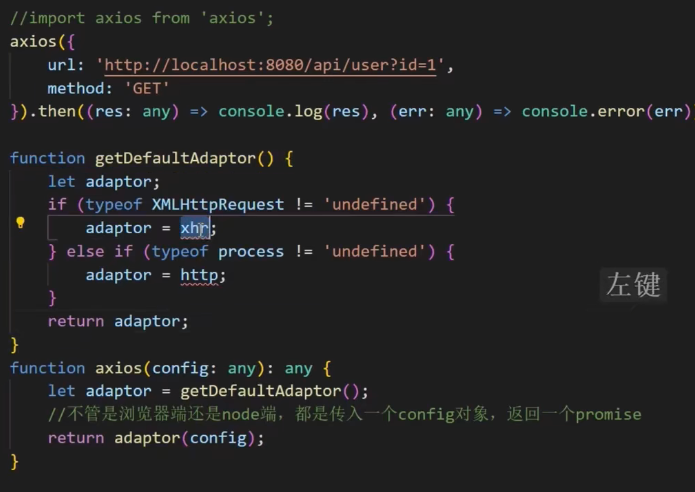 //import axios from 'axios';
axios({
    url: 'http://localhost:8080/api/user?id=1',
    method: 'GET'
}).then((res: any) => console.log(res), (err: any) => console.error(err)
function getDefaultAdaptor() {
    let adaptor;
    if (typeof XMLHttpRequest != 'undefined') {
        adaptor = xhr;
    } else if (typeof process != 'undefined') {
        adaptor = http;
    }
    return adaptor;
}
function axios(config: any): any {
    let adaptor = getDefaultAdaptor();
    //不管是浏览器端还是node端，都是传入一个config对象，返回一个promise
    return adaptor(config);
}
左键